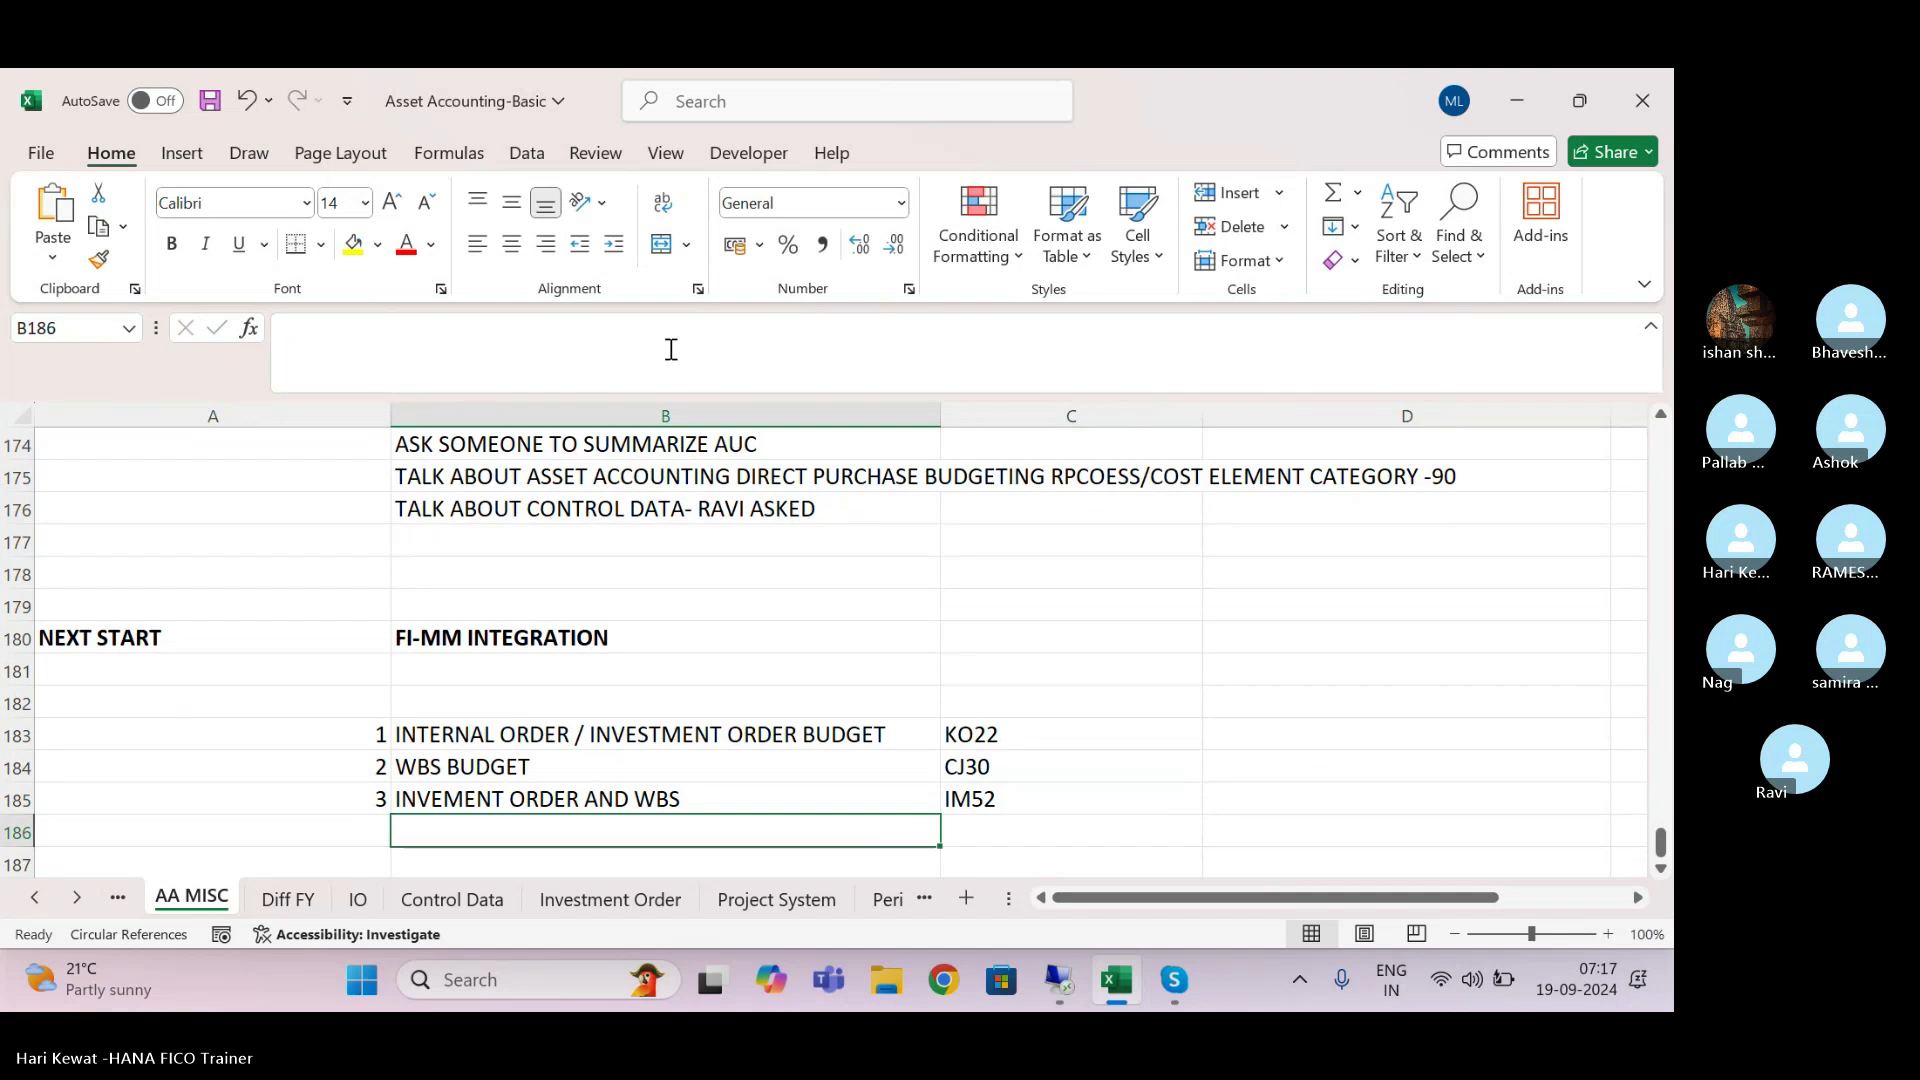 AutoSave Off Asset Accounting-Basic Search ML
File Home Insert Draw Page Layout Formulas Data Review View Developer Help Comments Share
Paste Calibri 14 General Conditional Formatting Format as Table Cell Styles Insert Delete Format Sort & Filter Find & Select Add-ins
Clipboard Font Alignment Number Styles Cells Editing Add-ins
B186 fx
A B C D
174 ASK SOMEONE TO SUMMARIZE AUC
175 TALK ABOUT ASSET ACCOUNTING DIRECT PURCHASE BUDGETING RPCOESS/COST ELEMENT CATEGORY -90
176 TALK ABOUT CONTROL DATA- RAVI ASKED
177
178
179
180 NEXT START FI-MM INTEGRATION
181
182
183 1 INTERNAL ORDER / INVESTMENT ORDER BUDGET KO22
184 2 WBS BUDGET CJ30
185 3 INVEMENT ORDER AND WBS IM52
186
187
AA MISC Diff FY IO Control Data Investment Order Project System Peri
Ready Circular References Accessibility: Investigate 100%
21°C
Partly sunny
Search
ENG
IN
07:17
19-09-2024
ishan sh... Bhavesh...
Pallab ... Ashok
Hari Ke... RAMES...
Nag samira ...
Ravi
Hari Kewat -HANA FICO Trainer